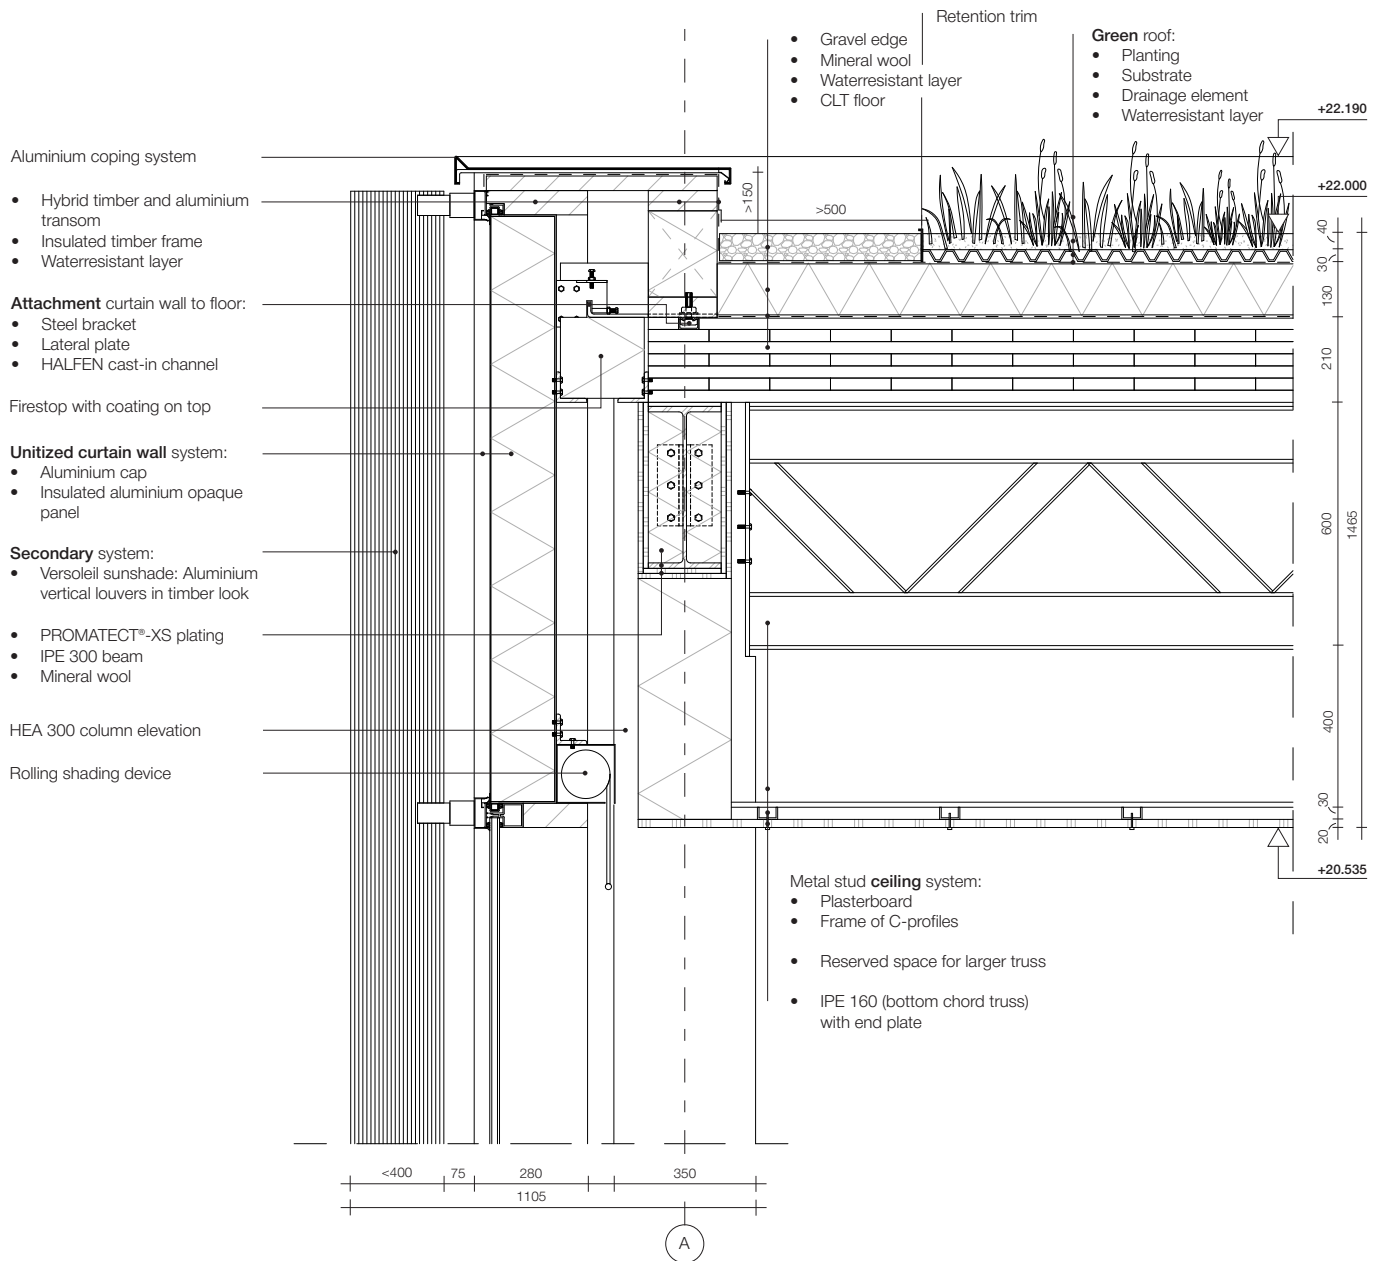 Retention trim
• Gravel edge
• Mineral wool
• Waterresistant layer
• CLT floor
Green roof:
• Planting
• Substrate
• Drainage element
• Waterresistant layer
+22.190
+22.000
Aluminium coping system
• Hybrid timber and aluminium
transom
• Insulated timber frame
• Waterresistant layer
Attachment curtain wall to floor:
• Steel bracket
• Lateral plate
• HALFEN cast-in channel
Firestop with coating on top
Unitized curtain wall system:
• Aluminium cap
• Insulated aluminium opaque
panel
Secondary system:
• Versoleil sunshade: Aluminium
vertical louvers in timber look
• PROMATECT®-XS plating
• IPE 300 beam
• Mineral wool
HEA 300 column elevation
Rolling shading device
>150
>500
40
30
130
210
600
1465
400
30
20
+20.535
Metal stud ceiling system:
• Plasterboard
• Frame of C-profiles
• Reserved space for larger truss
• IPE 160 (bottom chord truss)
with end plate
<400
75
280
350
1105
A